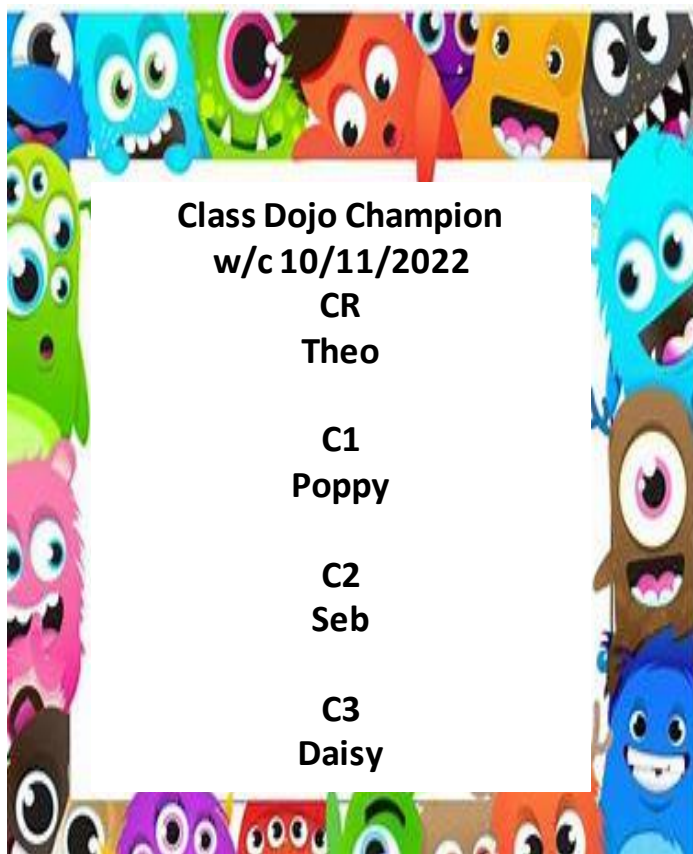 Class Dojo Champion
w/c 10/11/2022
CR
Theo
C1
Poppy
C2
Seb
C3
Daisy